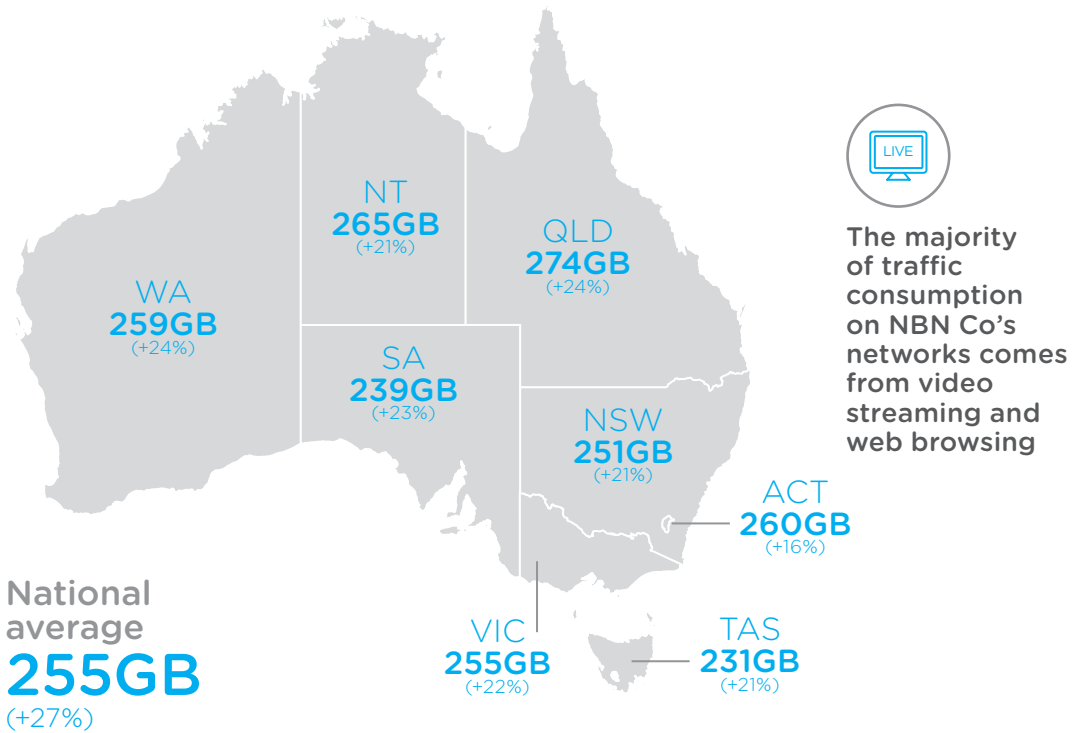 NT
265GB
(+21%)
QLD
274GB
(+24%)
WA
259GB
(+24%)
SA
239GB
(+23%)
NSW
251GB
(+21%)
ACT
260GB
(+16%)
VIC
255GB
(+22%)
TAS
231GB
(+21%)
National
average
255GB
(+27%)
LIVE
The majority
of traffic
consumption
on NBN Co’s
networks comes
from video
streaming and
web browsing